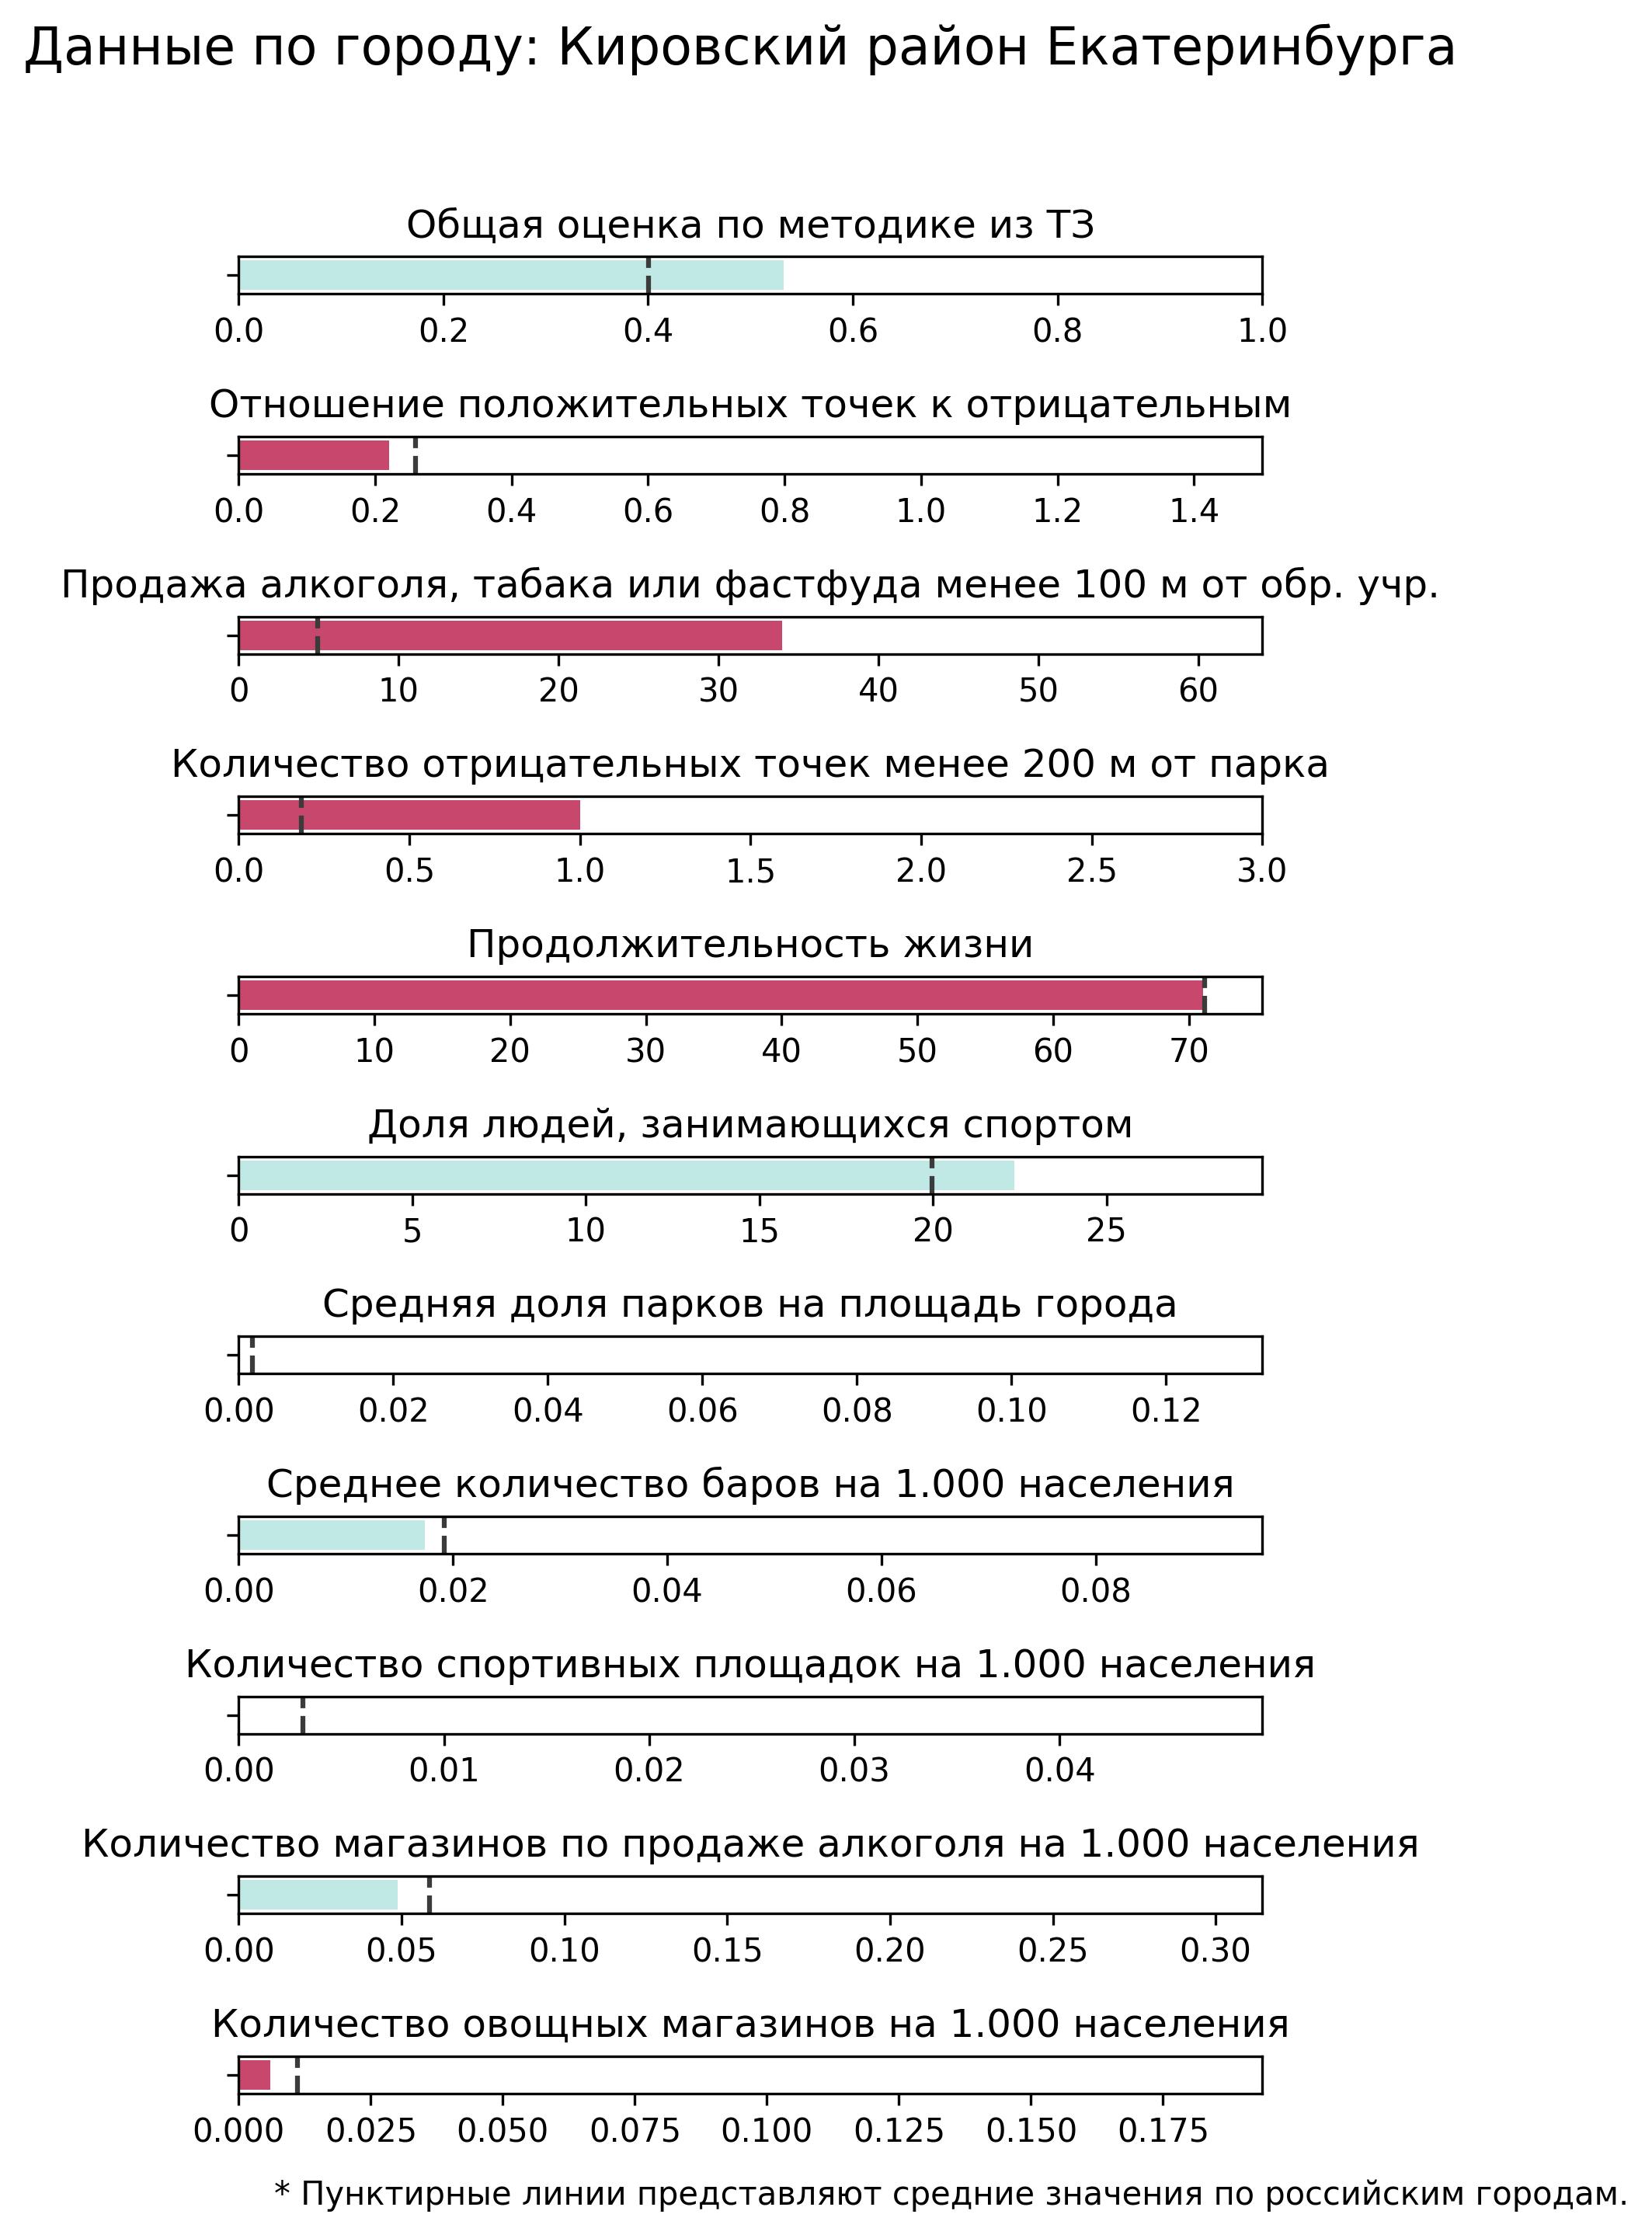 Данные по городу: Кировский район Екатеринбурга
Общая оценка по методике из ТЗ
0.0 0.2 0.4 0.6 0.8 1.0
Отношение положительных точек к отрицательным
0.0 0.2 0.4 0.6 0.8 1.0 1.2 1.4
Продажа алкоголя, табака или фастфуда менее 100 м от обр. учр.
0 10 20 30 40 50 60
Количество отрицательных точек менее 200 м от парка
0.0 0.5 1.0 1.5 2.0 2.5 3.0
Продолжительность жизни
0 10 20 30 40 50 60 70
Доля людей, занимающихся спортом
0 5 10 15 20 25
Средняя доля парков на площадь города
0.00 0.02 0.04 0.06 0.08 0.10 0.12
Среднее количество баров на 1.000 населения
0.00 0.02 0.04 0.06 0.08
Количество спортивных площадок на 1.000 населения
0.00 0.01 0.02 0.03 0.04
Количество магазинов по продаже алкоголя на 1.000 населения
0.00 0.05 0.10 0.15 0.20 0.25 0.30
Количество овощных магазинов на 1.000 населения
0.000 0.025 0.050 0.075 0.100 0.125 0.150 0.175
* Пунктирные линии представляют средние значения по российским городам.